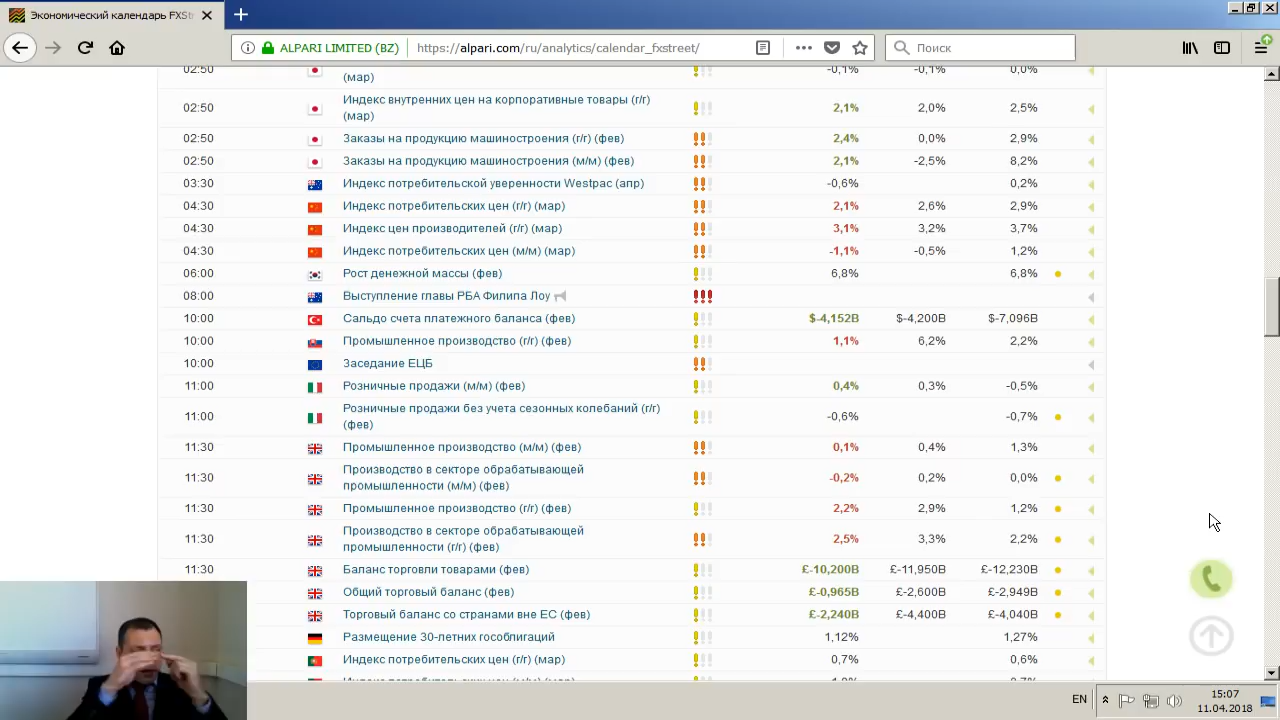 Экономический календарь FXStr
ALPARI LIMITED (BZ) https://alpari.com/ru/analytics/calendar_fxstreet/ Поиск
02:50 (мар) -0,1% -0,1% 0,0%
02:50 Индекс внутренних цен на корпоративные товары (г/г) 2,1% 2,0% 2,5%
(мар)
02:50 Заказы на продукцию машиностроения (г/г) (фев) 2,4% 0,0% 2,9%
02:50 Заказы на продукцию машиностроения (м/м) (фев) 2,1% -2,5% 8,2%
03:30 Индекс потребительской уверенности Westpac (апр) -0,6% 0,2%
04:30 Индекс потребительских цен (г/г) (мар) 2,1% 2,6% 2,9%
04:30 Индекс цен производителей (г/г) (мар) 3,1% 3,2% 3,7%
04:30 Индекс потребительских цен (м/м) (мар) -1,1% -0,5% 1,2%
06:00 Рост денежной массы (фев) 6,8% 6,8%
08:00 Выступление главы РБА Филипа Лоу
10:00 Сальдо счета платежного баланса (фев) $-4,152B $-4,200B $-7,096B
10:00 Промышленное производство (г/г) (фев) 1,1% 6,2% 2,2%
10:00 Заседание ЕЦБ
11:00 Розничные продажи (м/м) (фев) 0,4% 0,3% -0,5%
11:00 Розничные продажи без учета сезонных колебаний (г/г) -0,6% -0,7%
(фев)
11:30 Промышленное производство (м/м) (фев) 0,1% 0,4% 1,3%
11:30 Производство в секторе обрабатывающей -0,2% 0,2% 0,0%
промышленности (м/м) (фев)
11:30 Промышленное производство (г/г) (фев) 2,2% 2,9% 1,2%
11:30 Производство в секторе обрабатывающей 2,5% 3,3% 2,2%
промышленности (г/г) (фев)
11:30 Баланс торговли товарами (фев) £-10,200B £-11,950B £-12,230B
11:30 Общий торговый баланс (фев) £-0,965B £-2,600B £-2,949B
11:30 Торговый баланс со странами вне ЕС (фев) £-2,240B £-4,400B £-4,040B
Размещение 30-летних гособлигаций 1,12% 1,27%
Индекс потребительских цен (г/г) (мар) 0,7% 0,6%
EN 15:07
11.04.2018